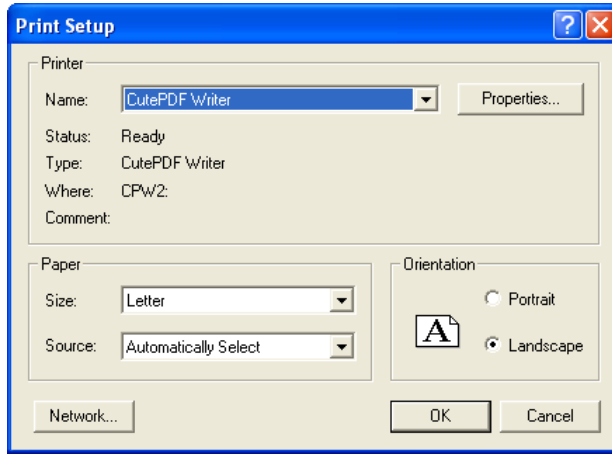 Print Setup
Printer
Name: CutePDF Writer Properties...
Status: Ready
Type: CutePDF Writer
Where: CPW2:
Comment:
Paper
Size: Letter
Source: Automatically Select
Orientation
A
Portrait
Landscape
Network... OK Cancel